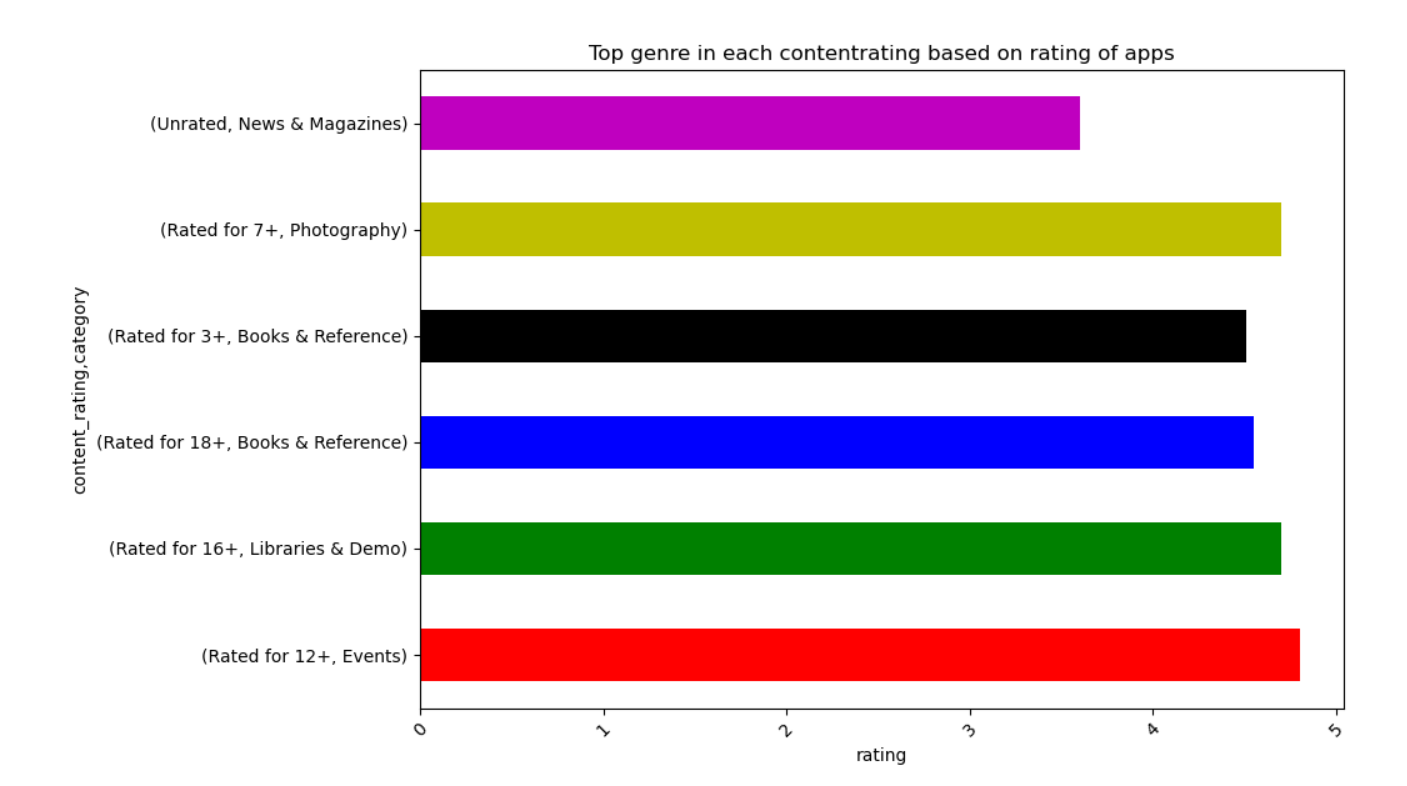 Top genre in each contentrating based on rating of apps
(Unrated, News & Magazines)
(Rated for 7+, Photography)
(Rated for 3+, Books & Reference)
(Rated for 18+, Books & Reference)
(Rated for 16+, Libraries & Demo)
(Rated for 12+, Events)
content_rating,category
0
1
2
3
4
5
rating